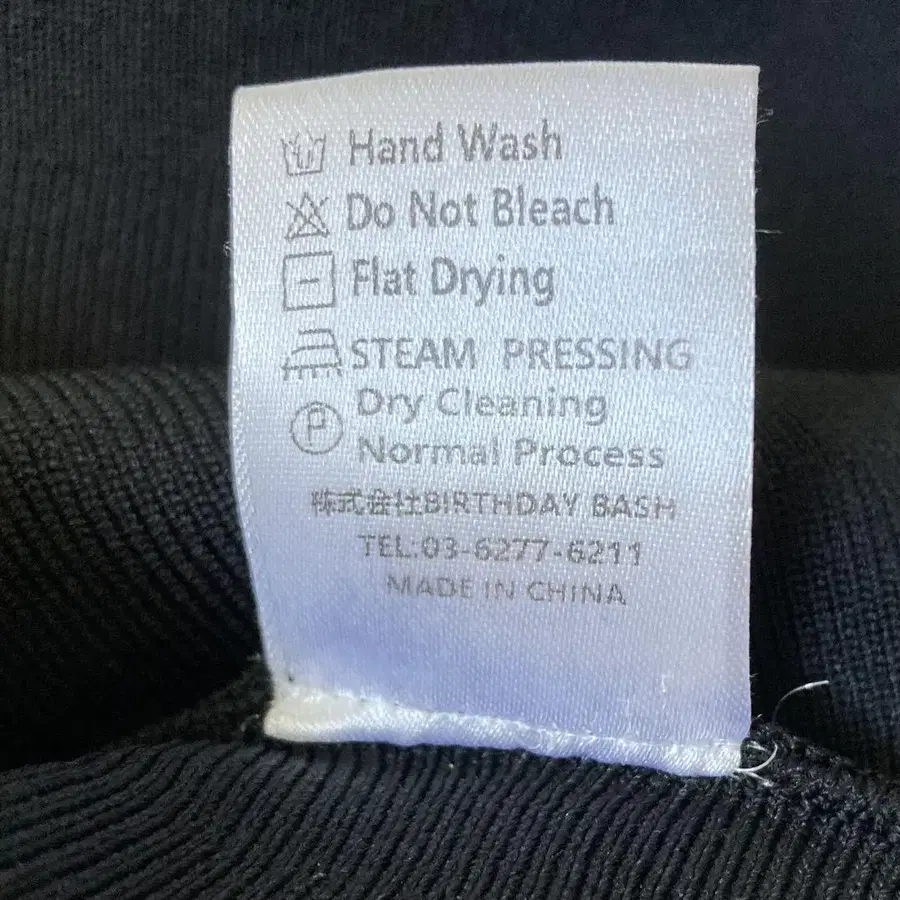 Hand Wash
Do Not Bleach
Flat Drying
STEAM PRESSING
P
Dry Cleaning
Normal Process
株式会社BIRTHDAY BASH
TEL:03-6277-6211
MADE IN CHINA